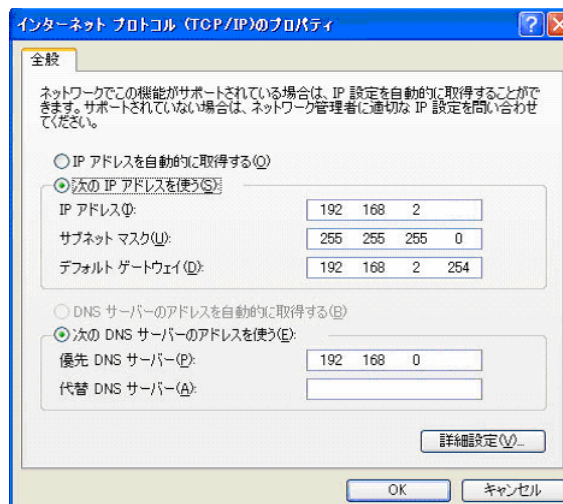 インターネット プロトコル (TCP/IP)のプロパティ
全般
ネットワークでこの機能がサポートされている場合は、IP 設定を自動的に取得することがで
きます。サポートされていない場合は、ネットワーク管理者に適切な IP 設定を問い合わせ
てください。
IP アドレスを自動的に取得する(O)
次の IP アドレスを使う(S):
IP アドレス(I): 192 168 2
サブネット マスク(U): 255 255 255 0
デフォルト ゲートウェイ(D): 192 168 2 254
DNS サーバーのアドレスを自動的に取得する(B)
次の DNS サーバーのアドレスを使う(E):
優先 DNS サーバー(P): 192 168 0
代替 DNS サーバー(A):
詳細設定(V)...
OK キャンセル